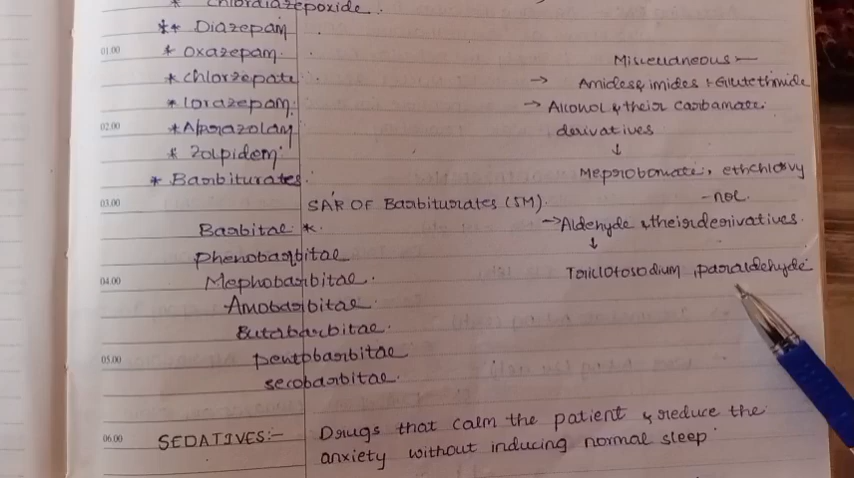 * Chlordiazepoxide.
** Diazepam
01.00
* Oxazepam.
* Chlorzepate
* lorazepam.
02.00
* Alprazolam
* Zolpidem
* Barbiturates.
03.00
SAR OF Barbiturates (5M).
Barbital *.
Phenobarbital
04.00
Mephobarbital.
Amobarbital
Butabarbital.
05.00
pentobarbital
secobarbital.
06.00
SEDATIVES:- Drugs that calm the patient & reduce the
anxiety without inducing normal sleep.
Miscellaneous -
→ Amides & imides : Glutethimide
→ Alcohol & their Carbamate.
derivatives
↓
Meprobamate, ethchlorvy
-nol.
→ Aldehyde & their derivatives.
↓
Triclofosodium, paraldehyde